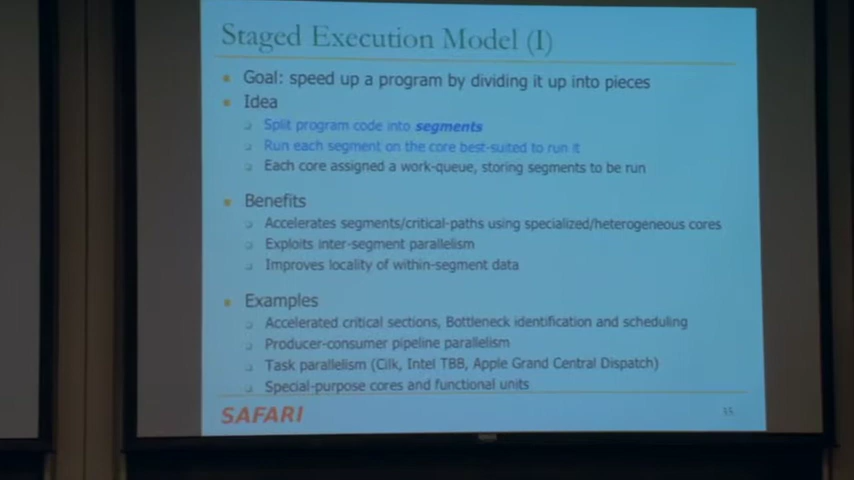 Staged Execution Model (I)
Goal: speed up a program by dividing it up into pieces
Idea
Split program code into segments
Run each segment on the core best-suited to run it
Each core assigned a work-queue, storing segments to be run
Benefits
Accelerates segments/critical-paths using specialized/heterogeneous cores
Exploits inter-segment parallelism
Improves locality of within-segment data
Examples
Accelerated critical sections, Bottleneck identification and scheduling
Producer-consumer pipeline parallelism
Task parallelism (Cilk, Intel TBB, Apple Grand Central Dispatch)
Special-purpose cores and functional units
SAFARI